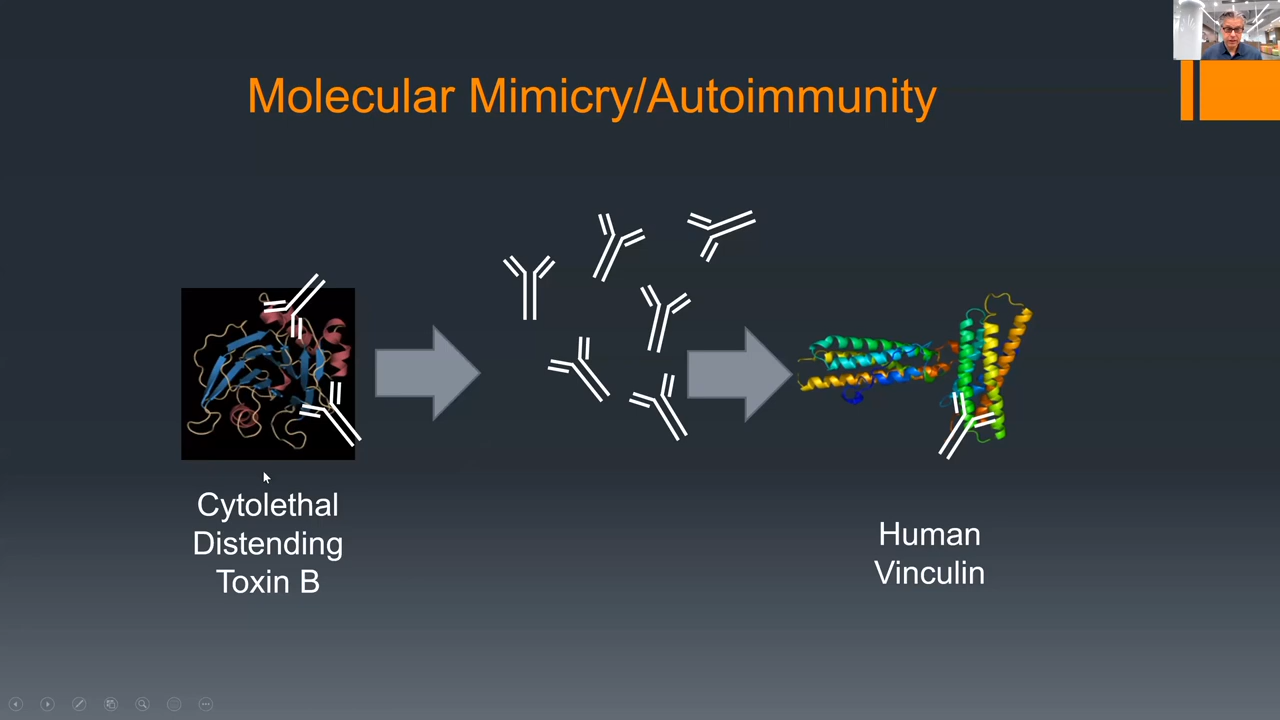 Molecular Mimicry/Autoimmunity
Cytolethal
Distending
Toxin B
Human
Vinculin